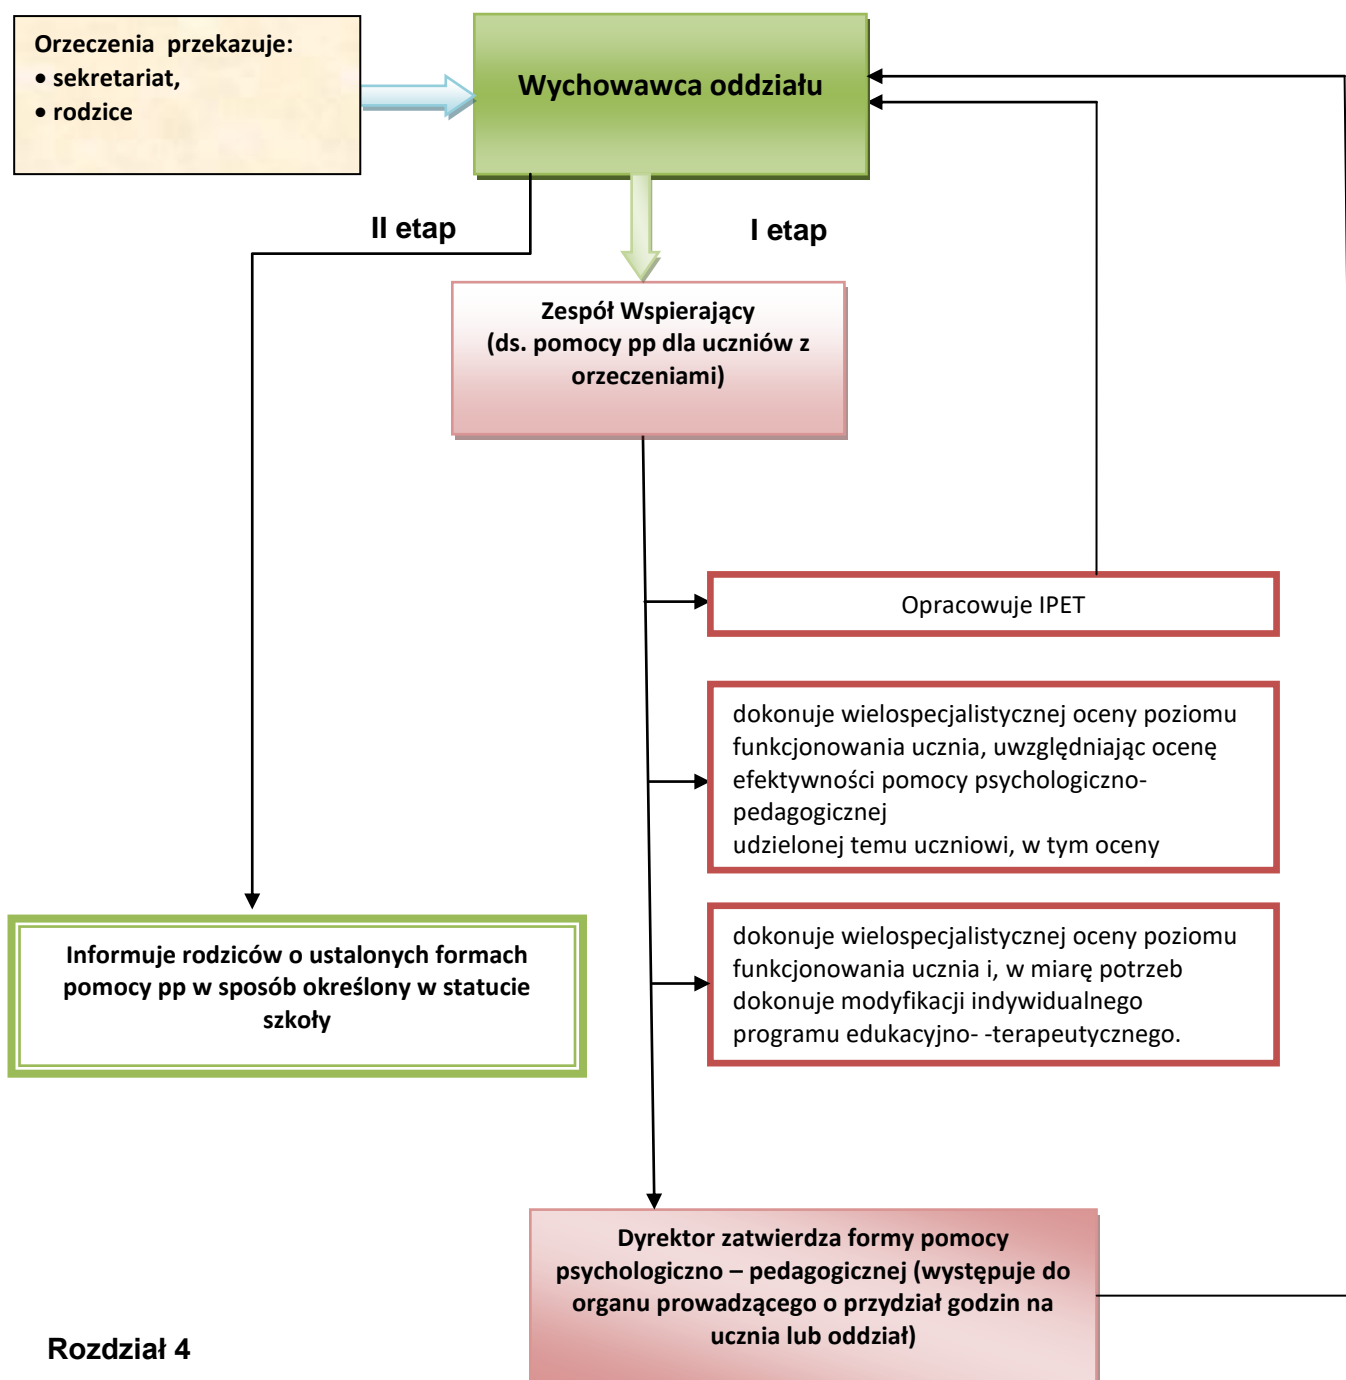 Orzeczenia przekazuje:
• sekretariat,
• rodzice
Wychowawca oddziału
II etap
I etap
Zespół Wspierający
(ds. pomocy pp dla uczniów z
orzeczeniami)
Opracowuje IPET
dokonuje wielospecjalistycznej oceny poziomu
funkcjonowania ucznia, uwzględniając ocenę
efektywności pomocy psychologiczno-
pedagogicznej
udzielonej temu uczniowi, w tym oceny
Informuje rodziców o ustalonych formach
pomocy pp w sposób określony w statucie
szkoły
dokonuje wielospecjalistycznej oceny poziomu
funkcjonowania ucznia i, w miarę potrzeb
dokonuje modyfikacji indywidualnego
programu edukacyjno- -terapeutycznego.
Dyrektor zatwierdza formy pomocy
psychologiczno – pedagogicznej (występuje do
organu prowadzącego o przydział godzin na
ucznia lub oddział)
Rozdział 4